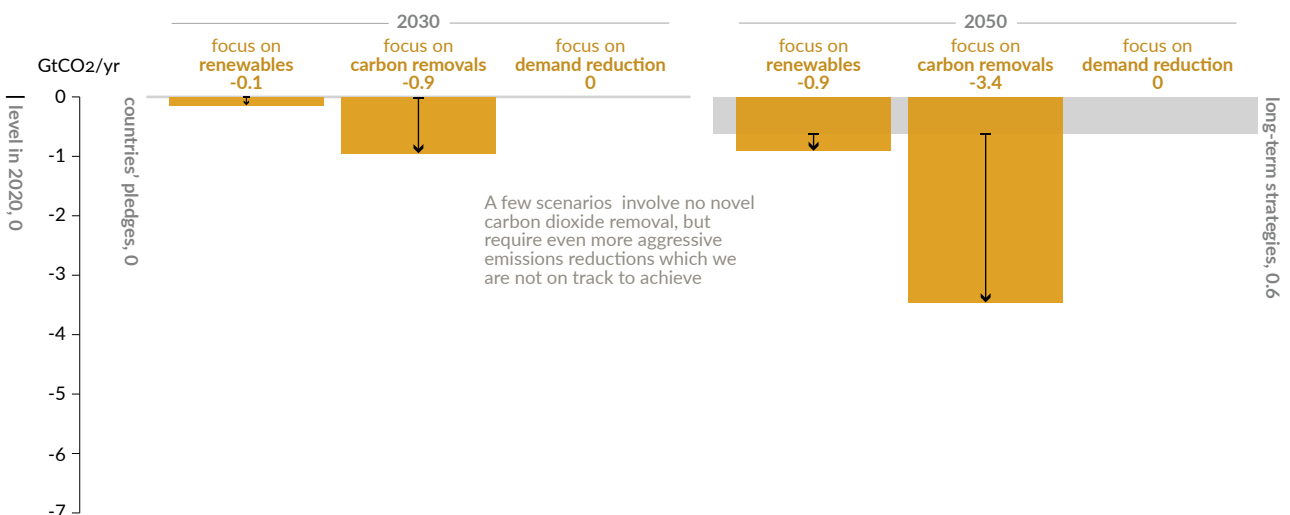 2030
2050
focus on
renewables
-0.1
focus on
carbon removals
-0.9
focus on
demand reduction
0
focus on
renewables
-0.9
focus on
carbon removals
-3.4
focus on
demand reduction
0
GtCO2/yr
0
-1
-2
-3
-4
-5
-6
-7
level in 2020, 0
countries' pledges, 0
A few scenarios  involve no novel
carbon dioxide removal, but
require even more aggressive
emissions reductions which we
are not on track to achieve
long-term strategies, 0.6